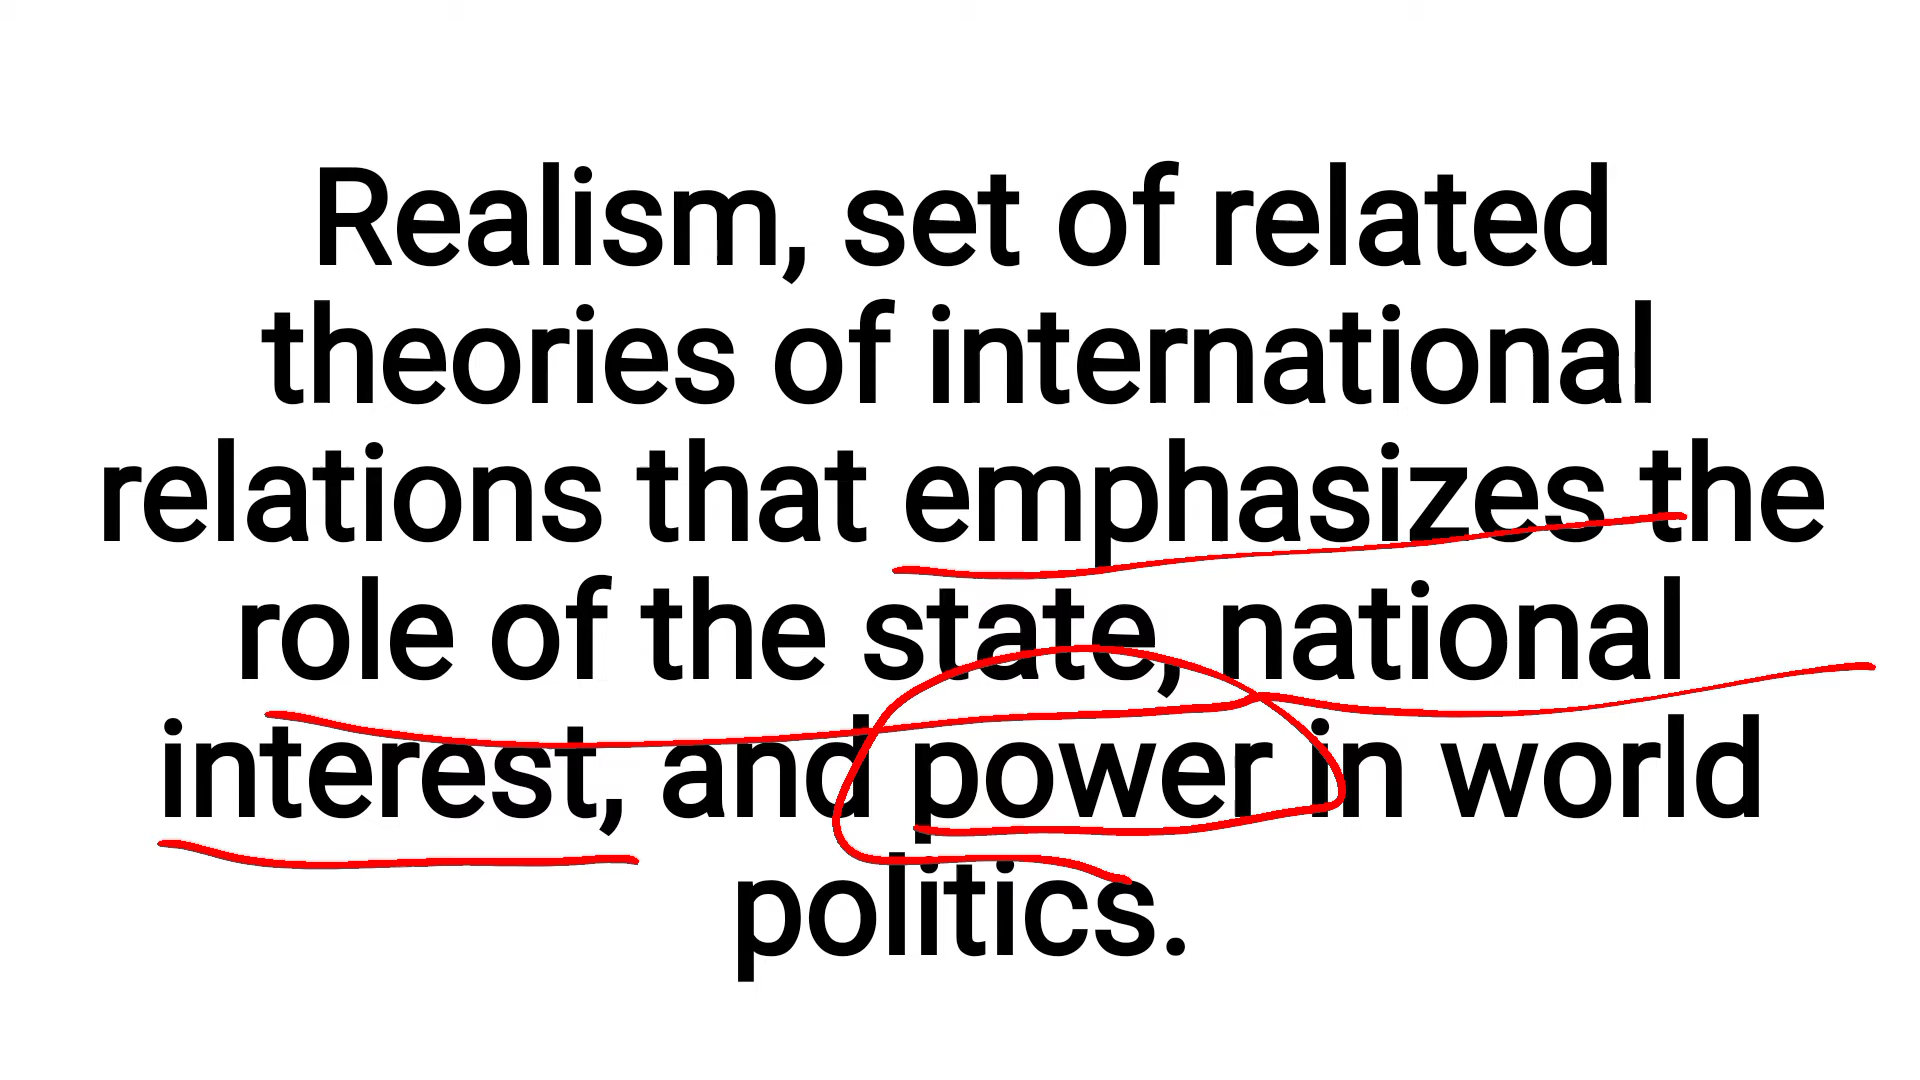 Realism, set of related
theories of international
relations that emphasizes the
role of the state, national
interest, and power in world
politics.